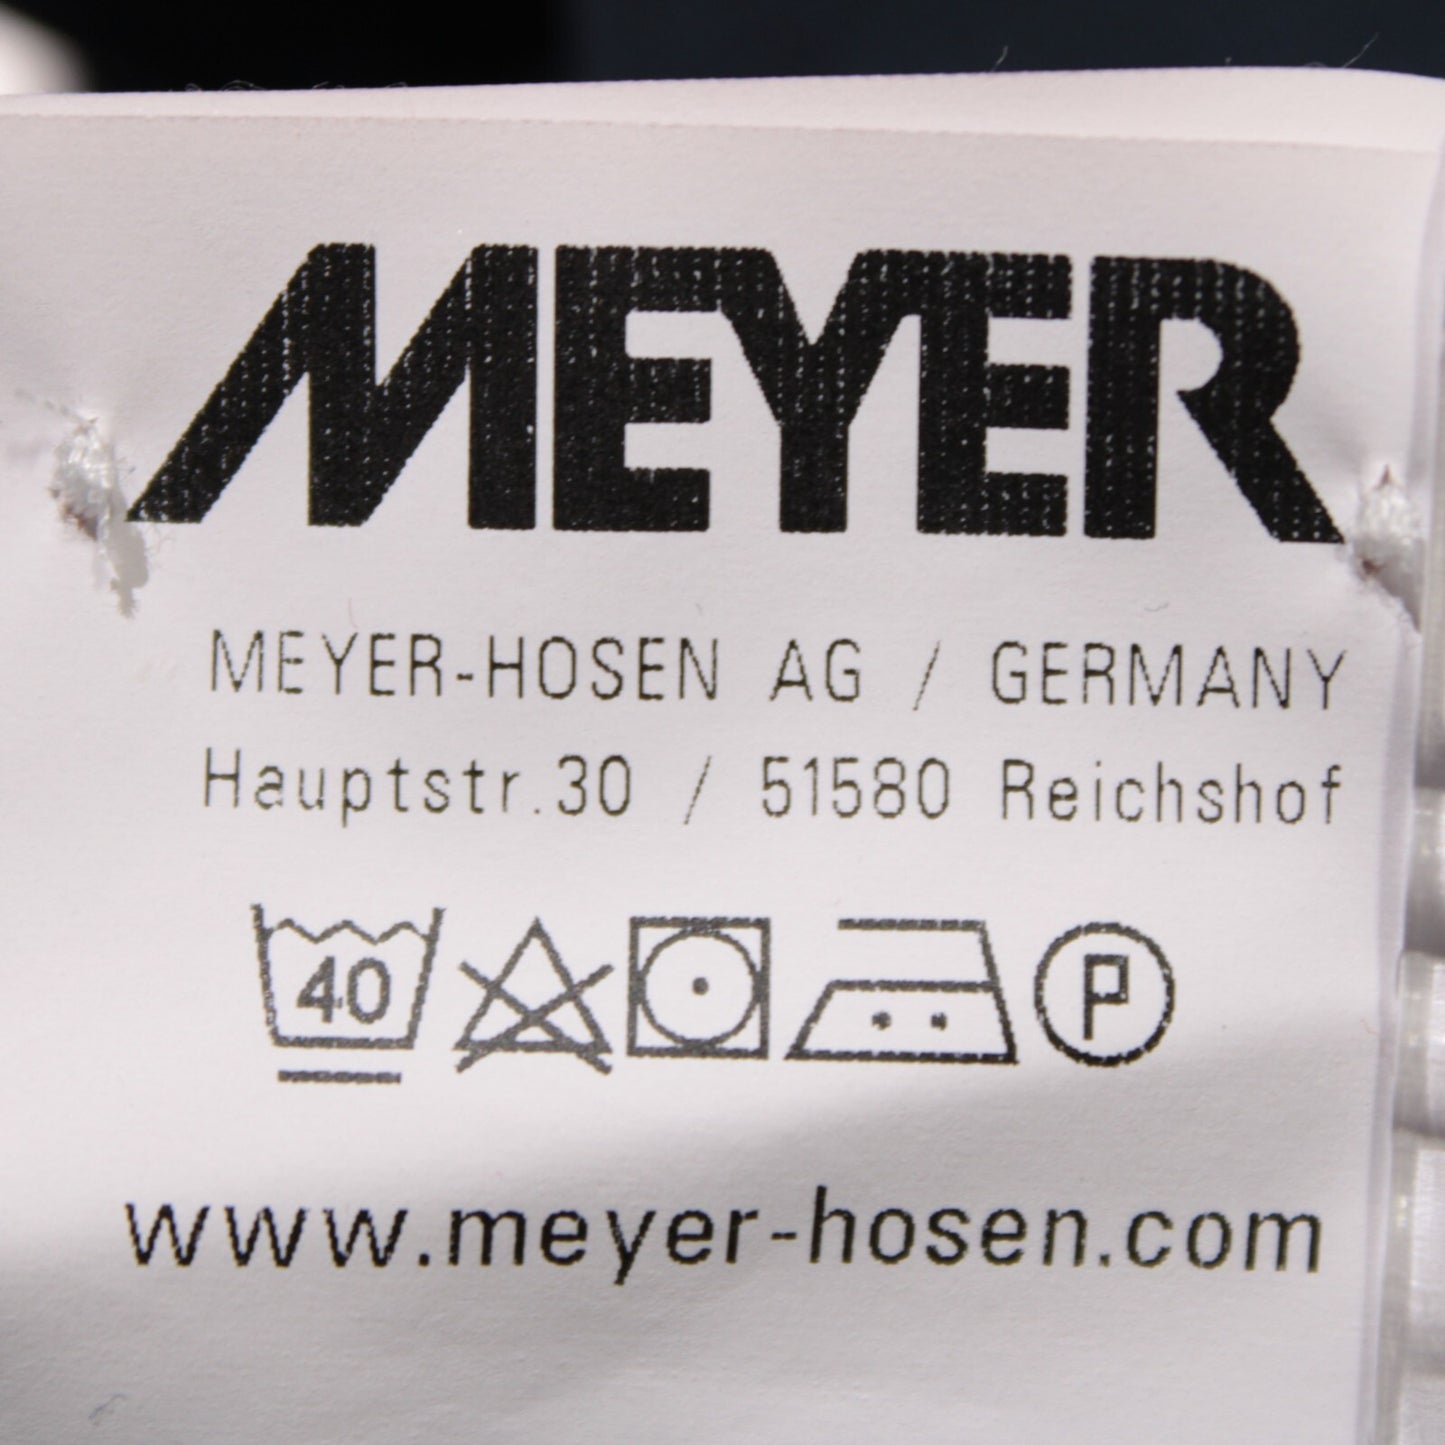 MEYER
MEYER-HOSEN AG / GERMANY
Hauptstr.30 / 51580 Reichshof
40 P
www.meyer-hosen.com